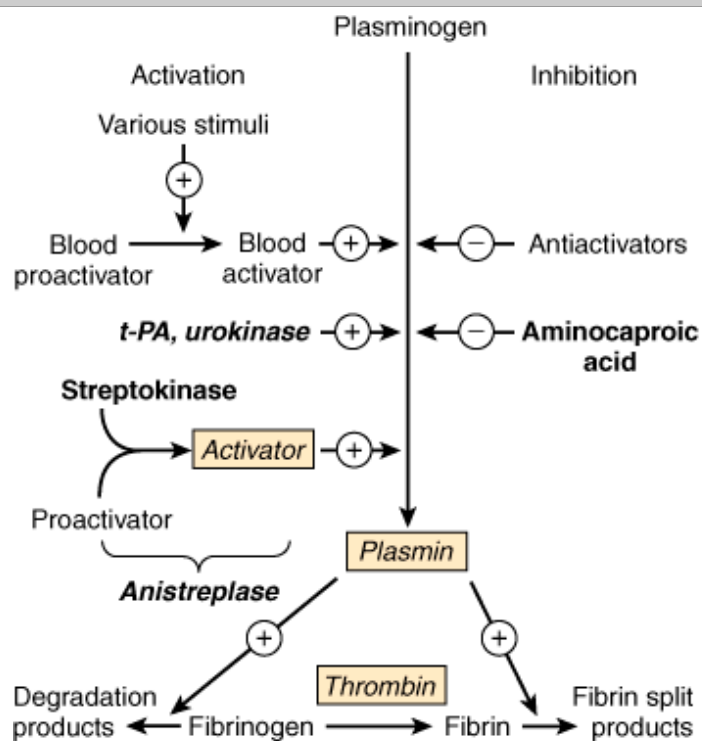 Plasminogen
Activation
Inhibition
Various stimuli
+
Blood
proactivator
Blood
activator
+
−
Antiactivators
t-PA, urokinase
+
−
Aminocaproic
acid
Streptokinase
Activator
+
Proactivator
Anistreplase
Plasmin
+
+
Thrombin
Degradation
products
Fibrinogen
Fibrin
Fibrin split
products